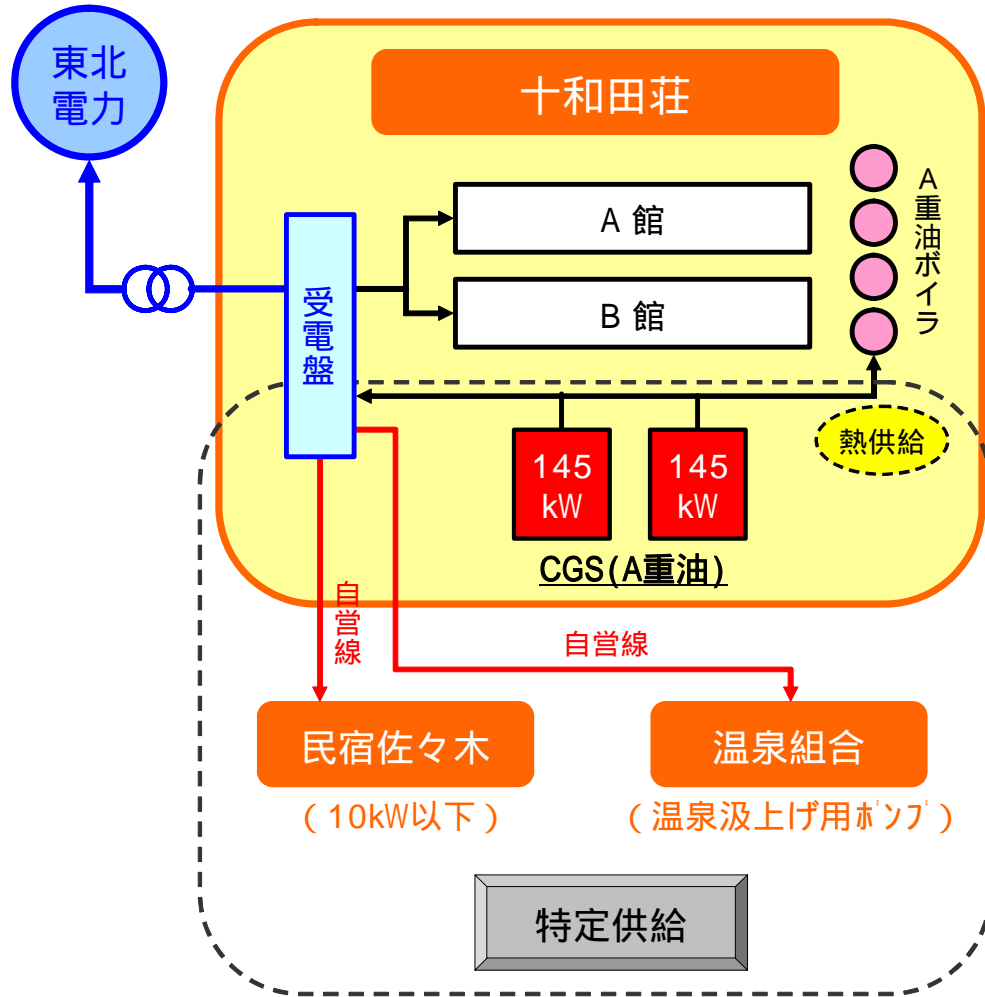 東北
電力
十和田荘
A 館
B 館
A重油ボイラ
受電盤
熱供給
145
kW
145
kW
CGS(A重油)
自営線
自営線
民宿佐々木
(10kW以下)
温泉組合
(温泉汲上げ用ﾎﾟﾝﾌﾟ)
特定供給